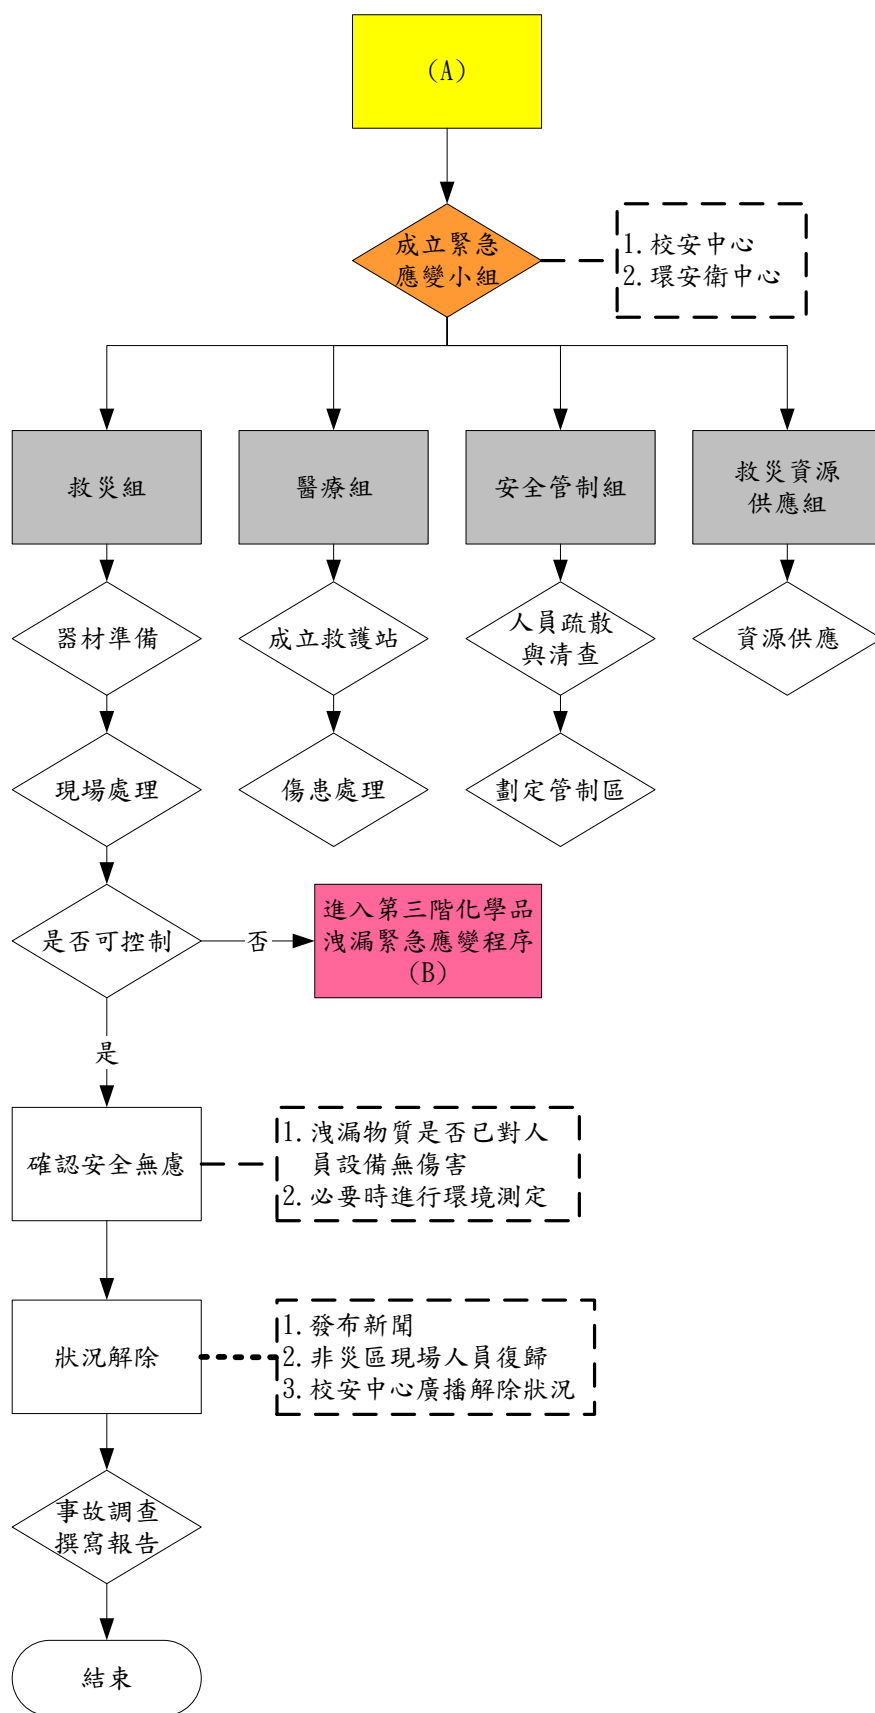 (A)
成立緊急
應變小組
1.校安中心
2.環安衛中心
救災組
醫療組
安全管制組
救災資源
供應組
器材準備
成立救護站
人員疏散
與清查
資源供應
現場處理
傷患處理
劃定管制區
是否可控制
否
進入第三階化學品
洩漏緊急應變程序
(B)
是
確認安全無慮
1.洩漏物質是否已對人
員設備無傷害
2.必要時進行環境測定
狀況解除
1.發布新聞
2.非災區現場人員復歸
3.校安中心廣播解除狀況
事故調查
撰寫報告
結束